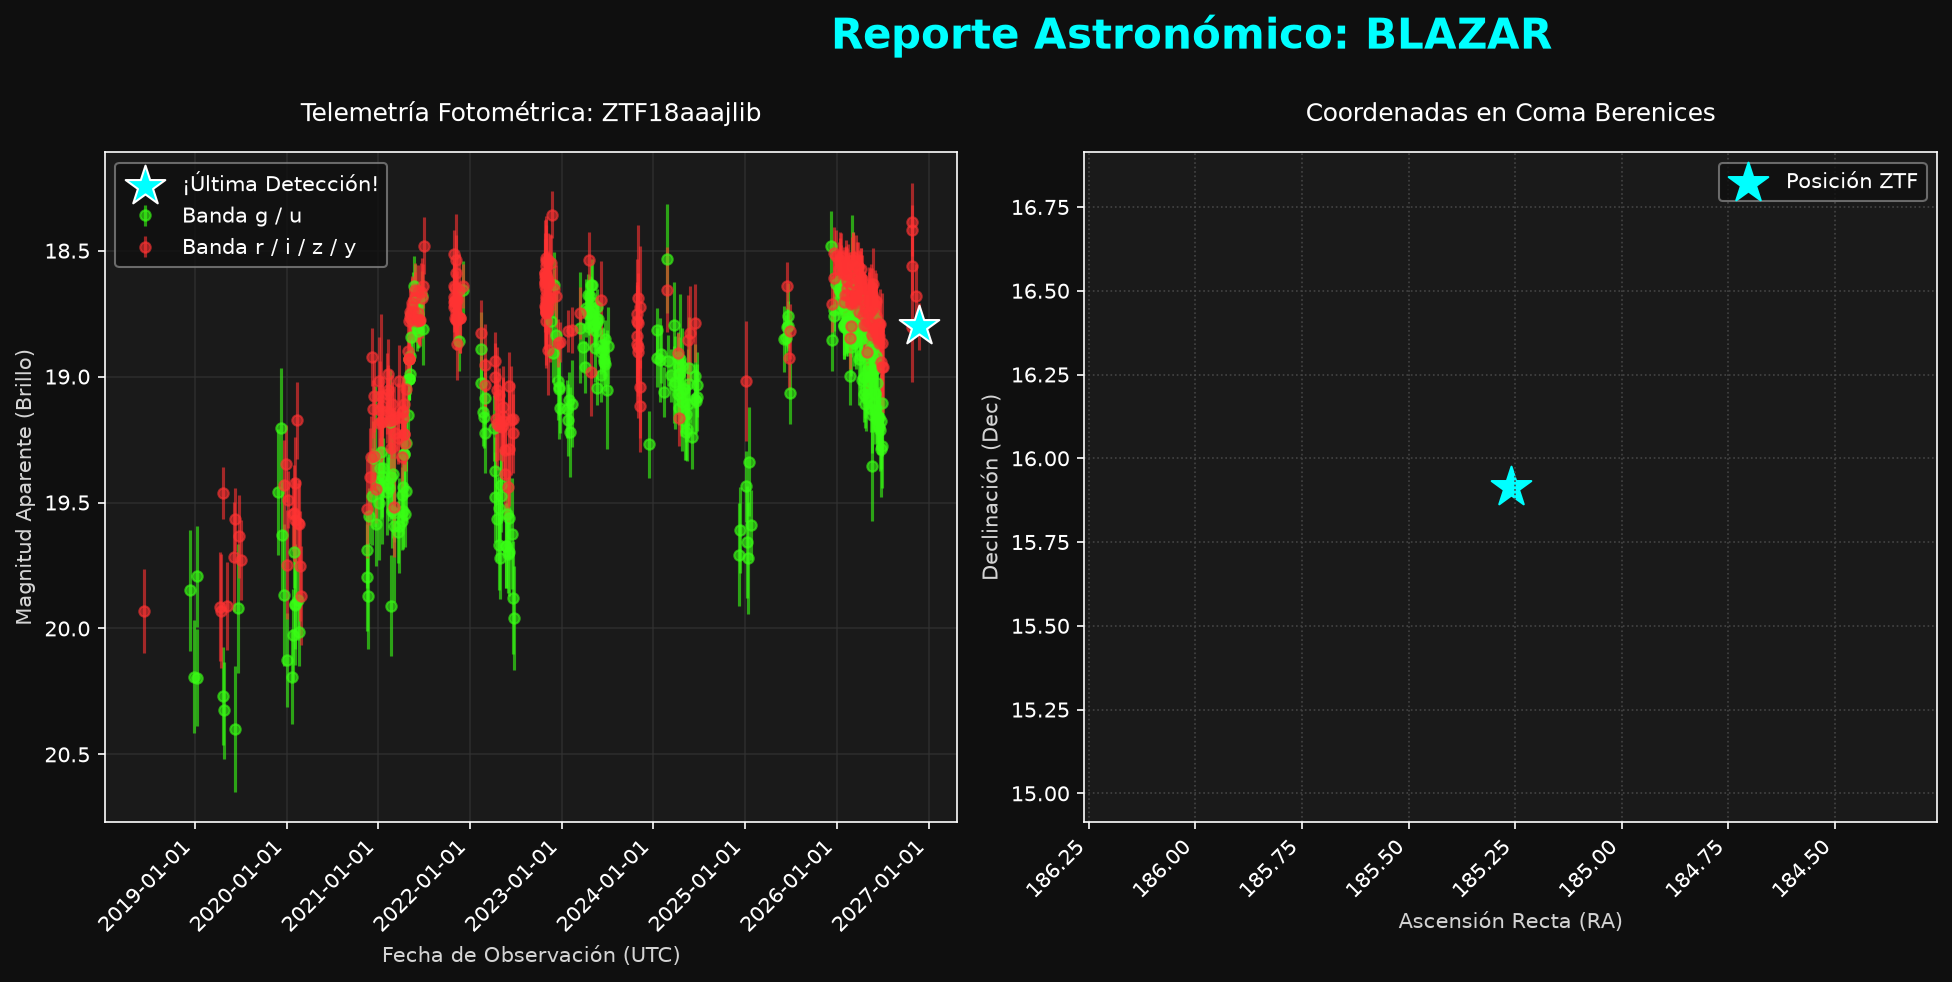 Reporte Astronómico: BLAZAR
Telemetría Fotométrica: ZTF18aaajlib
¡Última Detección!
Banda g / u
Banda r / i / z / y
Magnitud Aparente (Brillo)
18.5
19.0
19.5
20.0
20.5
2019-01-01
2020-01-01
2021-01-01
2022-01-01
2023-01-01
2024-01-01
2025-01-01
2026-01-01
2027-01-01
Fecha de Observación (UTC)
Coordenadas en Coma Berenices
Posición ZTF
Declinación (Dec)
16.75
16.50
16.25
16.00
15.75
15.50
15.25
15.00
186.25
186.00
185.75
185.50
185.25
185.00
184.75
184.50
Ascensión Recta (RA)